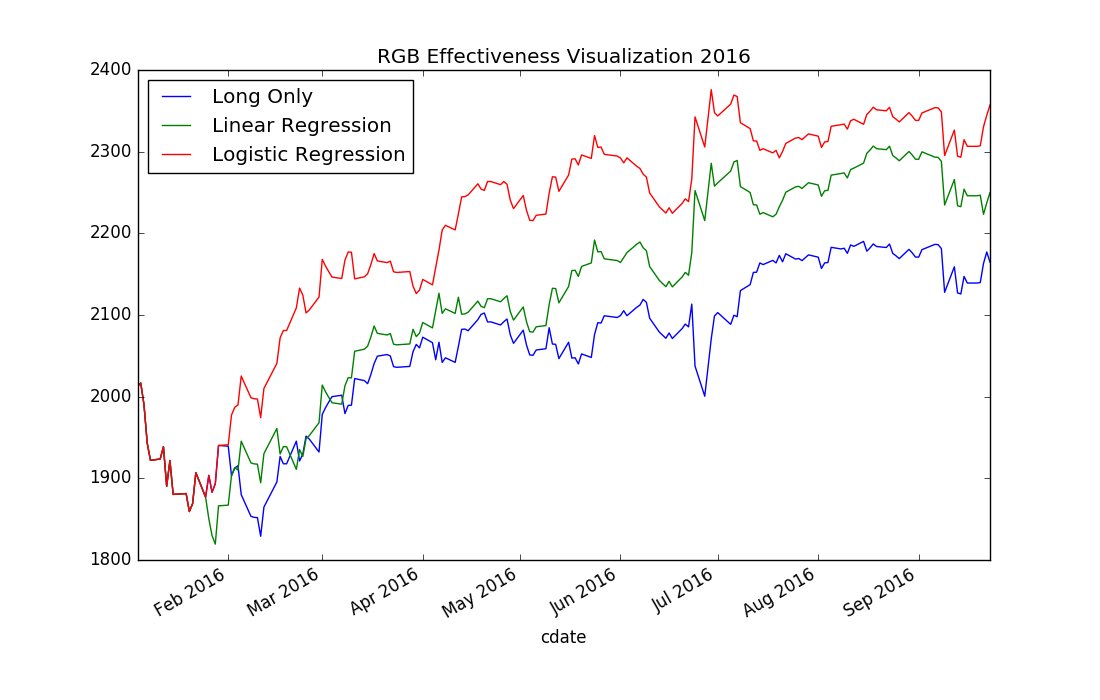 RGB Effectiveness Visualization 2016
2400
2300
2200
2100
2000
1900
1800
Long Only
Linear Regression
Logistic Regression
Feb 2016
Mar 2016
Apr 2016
May 2016
Jun 2016
Jul 2016
Aug 2016
Sep 2016
cdate